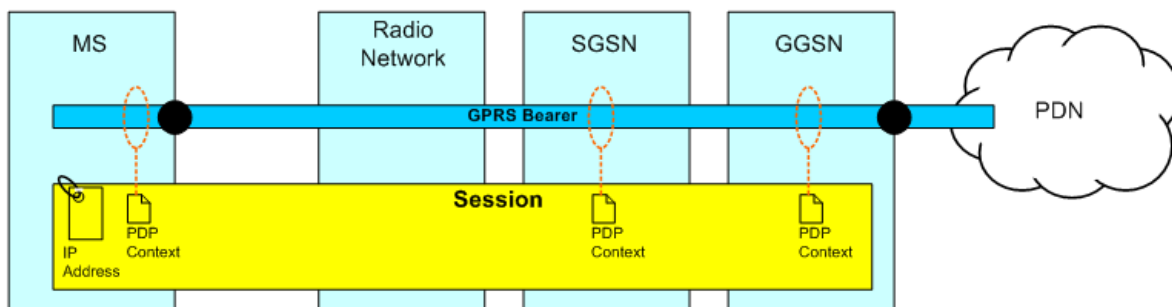 MS
Radio
Network
SGSN
GGSN
PDN
GPRS Bearer
Session
IP
Address
PDP
Context
PDP
Context
PDP
Context